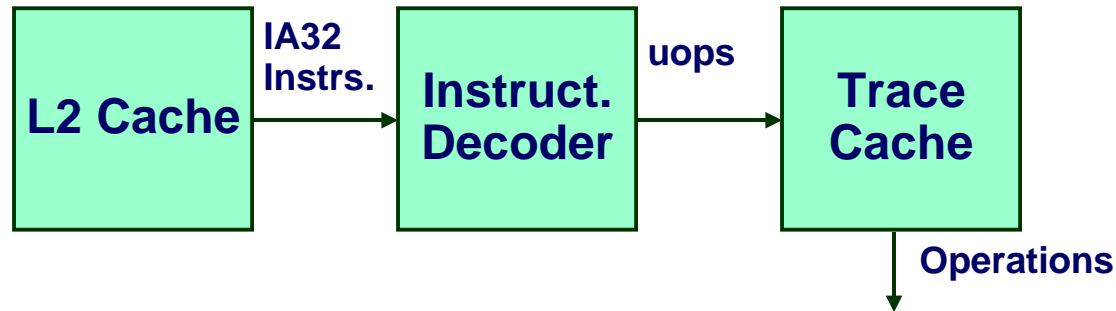 L2 Cache
IA32
Instrs.
Instruct.
Decoder
uops
Trace
Cache
Operations